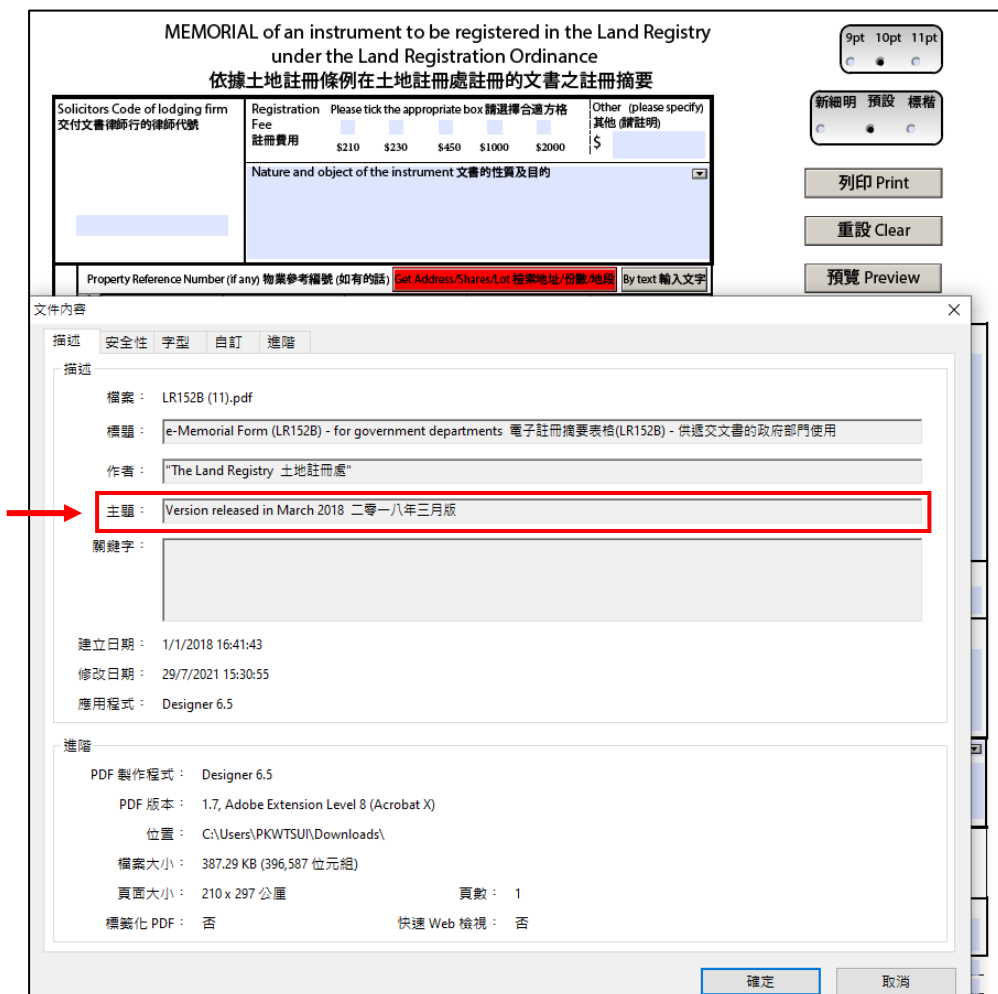 MEMORIAL of an instrument to be registered in the Land Registry
under the Land Registration Ordinance
依據土地註冊條例在土地註冊處註冊的文書之註冊摘要
9pt 10pt 11pt
新細明 預設 標楷
列印 Print
重設 Clear
預覽 Preview
Solicitors Code of lodging firm
交付文書律師行的律師代號
Registration Please tick the appropriate box 請選擇合適方格
Fee
註冊費用
$210 $230 $450 $1000 $2000
Other (please specify)
其他 (請註明)
$
Nature and object of the instrument 文書的性質及目的
Property Reference Number (if any) 物業參考編號 (如有的話) Get Address/Shares/Lot 檢索地址/份數/地段 By text 輸入文字
文件內容
描述 安全性 字型 自訂 進階
描述
檔案： LR152B (11).pdf
標題： e-Memorial Form (LR152B) - for government departments 電子註冊摘要表格(LR152B) - 供遞交文書的政府部門使用
作者： "The Land Registry 土地註冊處"
主題： Version released in March 2018 二零一八年三月版
關鍵字：
建立日期： 1/1/2018 16:41:43
修改日期： 29/7/2021 15:30:55
應用程式： Designer 6.5
進階
PDF 製作程式： Designer 6.5
PDF 版本： 1.7, Adobe Extension Level 8 (Acrobat X)
位置： C:\Users\PKWTSUI\Downloads\
檔案大小： 387.29 KB (396,587 位元組)
頁面大小： 210 x 297 公厘 頁數： 1
標籤化 PDF： 否 快速 Web 檢視： 否
確定 取消